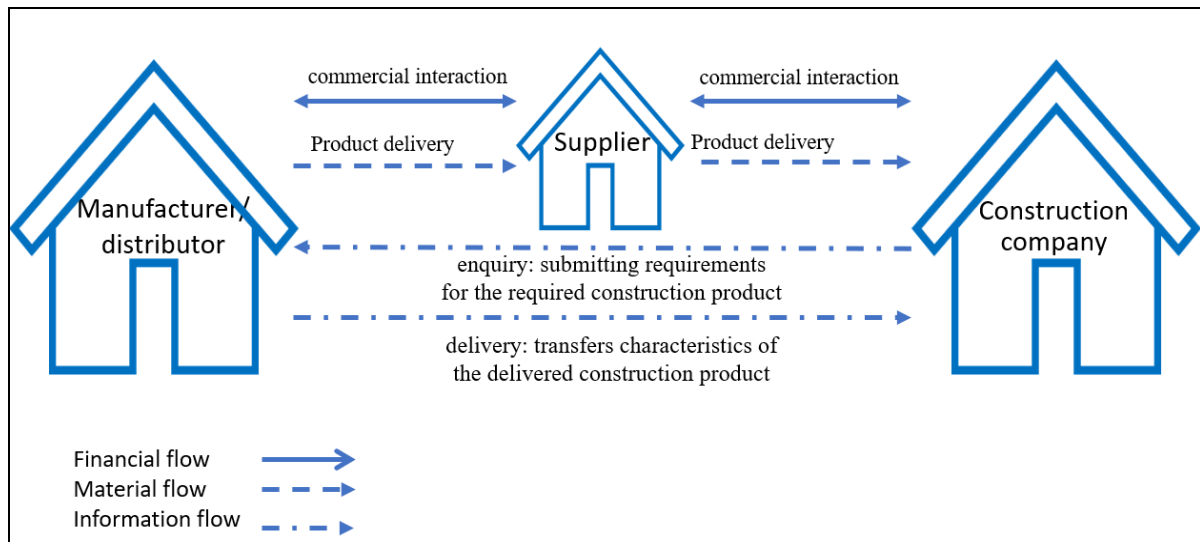 commercial interaction
commercial interaction
Product delivery
Supplier
Product delivery
Manufacturer/
distributor
Construction
company
enquiry: submitting requirements
for the required construction product
delivery: transfers characteristics of
the delivered construction product
Financial flow
Material flow
Information flow